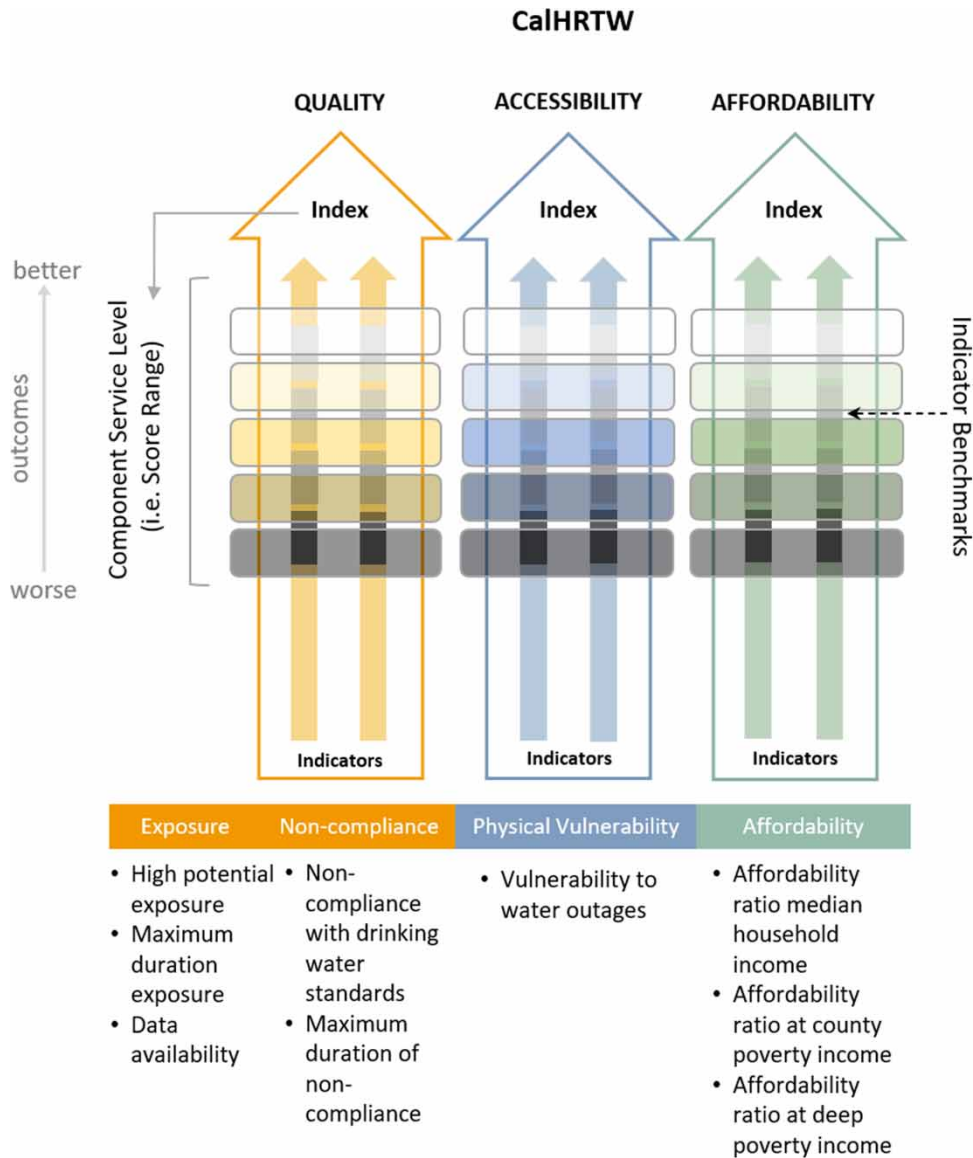 CalHRTW
QUALITY
ACCESSIBILITY
AFFORDABILITY
Index
Index
Index
better
outcomes
worse
Component Service Level
(i.e. Score Range)
Indicator Benchmarks
Indicators
Indicators
Indicators
Exposure
• High potential
exposure
• Maximum
duration
exposure
• Data
availability
Non-compliance
• Non-
compliance
with drinking
water
standards
• Maximum
duration of
non-
compliance
Physical Vulnerability
• Vulnerability to
water outages
Affordability
• Affordability
ratio median
household
income
• Affordability
ratio at county
poverty income
• Affordability
ratio at deep
poverty income